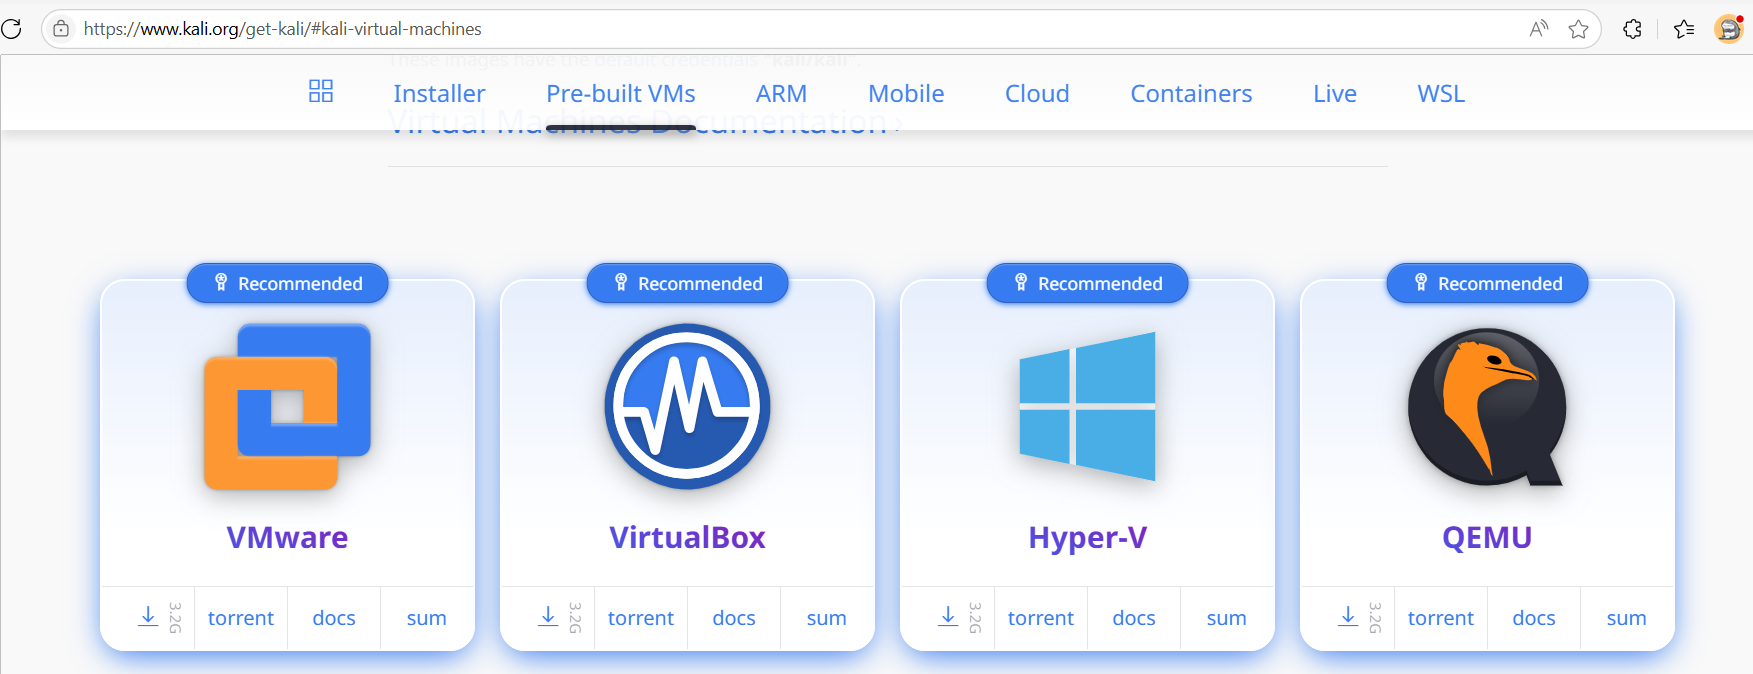 https://www.kali.org/get-kali/#kali-virtual-machines
These images have the default credentials "kali/kali".
Installer Pre-built VMs ARM Mobile Cloud Containers Live WSL
Virtual Machines Documentation ›
Recommended Recommended Recommended Recommended
VMware VirtualBox Hyper-V QEMU
3.2G torrent docs sum 3.2G torrent docs sum 3.2G torrent docs sum 3.2G torrent docs sum